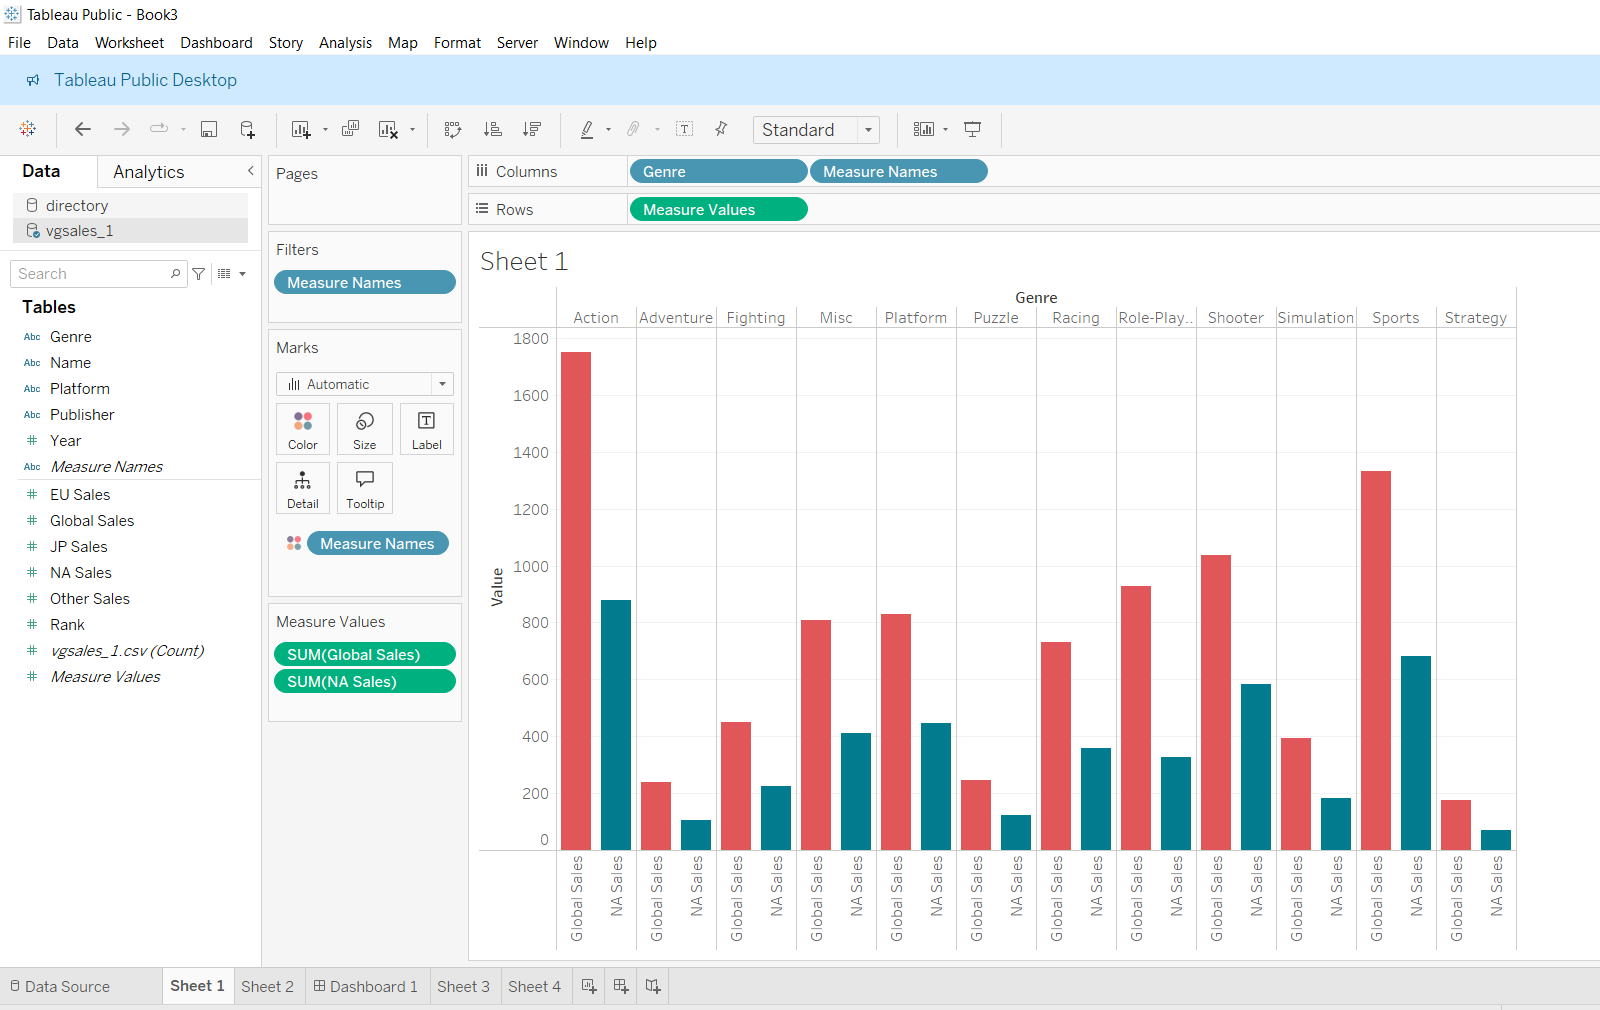 Tableau Public - Book3
File Data Worksheet Dashboard Story Analysis Map Format Server Window Help
Tableau Public Desktop
Standard
Data Analytics
directory
vgsales_1
Search
Tables
Abc Genre
Abc Name
Abc Platform
Abc Publisher
# Year
Abc Measure Names
# EU Sales
# Global Sales
# JP Sales
# NA Sales
# Other Sales
# Rank
# vgsales_1.csv (Count)
# Measure Values
Pages
Filters
Measure Names
Marks
Automatic
Color Size Label
Detail Tooltip
Measure Names
Measure Values
SUM(Global Sales)
SUM(NA Sales)
Columns Genre Measure Names
Rows Measure Values
Sheet 1
Genre
Action Adventure Fighting Misc Platform Puzzle Racing Role-Play.. Shooter Simulation Sports Strategy
Value
1800
1600
1400
1200
1000
800
600
400
200
0
Global Sales NA Sales Global Sales NA Sales Global Sales NA Sales Global Sales NA Sales Global Sales NA Sales Global Sales NA Sales Global Sales NA Sales Global Sales NA Sales Global Sales NA Sales Global Sales NA Sales Global Sales NA Sales Global Sales NA Sales
Data Source Sheet 1 Sheet 2 Dashboard 1 Sheet 3 Sheet 4